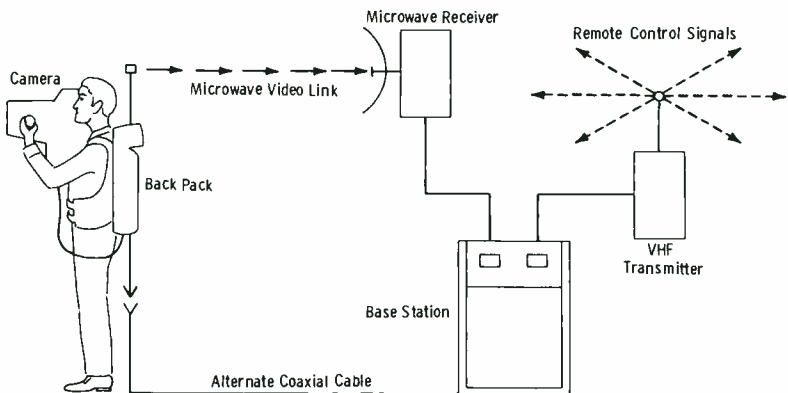 Microwave Receiver
Remote Control Signals
Camera
Microwave Video Link
Back Pack
VHF
Transmitter
Base Station
Alternate Coaxial Cable